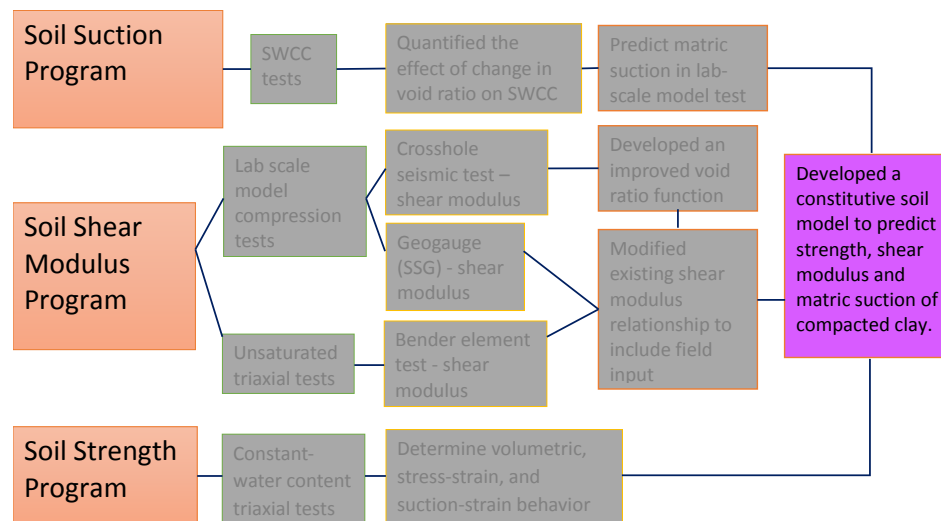 Soil Suction
Program
SWCC
tests
Quantified the
effect of change in
void ratio on SWCC
Predict matric
suction in lab-
scale model test
Soil Shear
Modulus
Program
Lab scale
model
compression
tests
Crosshole
seismic test –
shear modulus
Developed an
improved void
ratio function
Geogauge
(SSG) - shear
modulus
Modified
existing shear
modulus
relationship to
include field
input
Unsaturated
triaxial tests
Bender element
test - shear
modulus
Developed a
constitutive soil
model to predict
strength, shear
modulus and
matric suction of
compacted clay.
Soil Strength
Program
Constant-
water content
triaxial tests
Determine volumetric,
stress-strain, and
suction-strain behavior